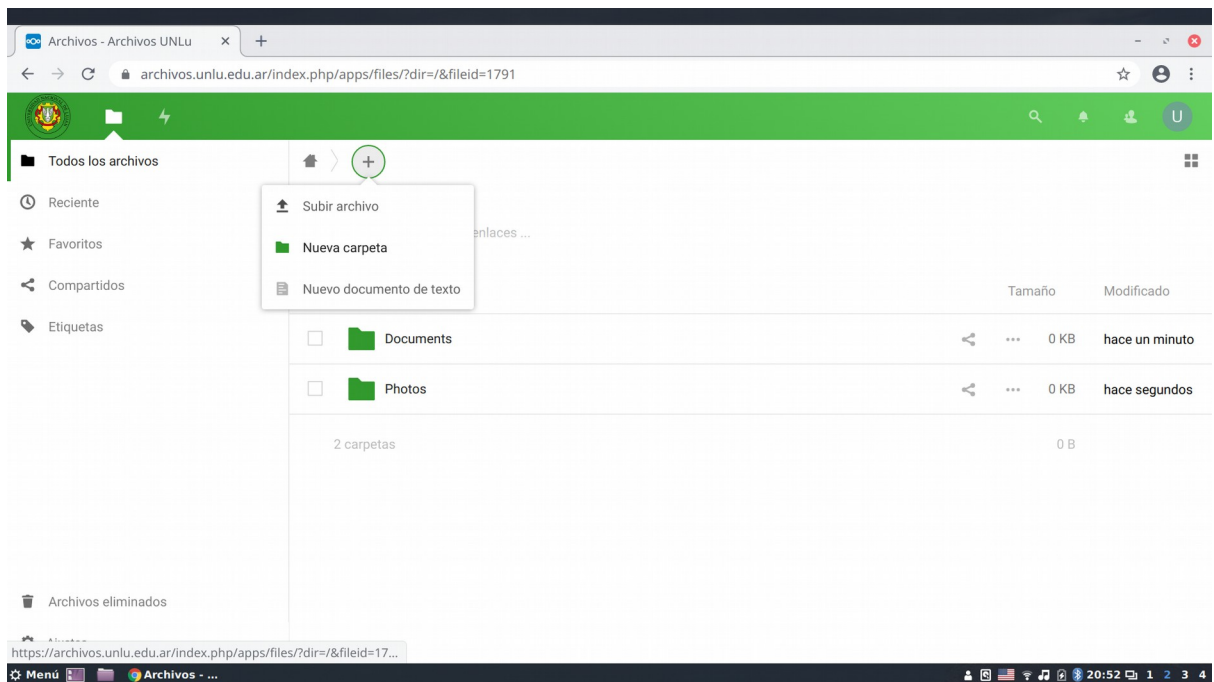 Archivos - Archivos UNLu
archivos.unlu.edu.ar/index.php/apps/files/?dir=/&fileid=1791
U
Todos los archivos
Reciente
Favoritos
Compartidos
Etiquetas
Subir archivo
Nueva carpeta
Nuevo documento de texto
enlaces ...
Tamaño Modificado
Documents 0 KB hace un minuto
Photos 0 KB hace segundos
2 carpetas 0 B
Archivos eliminados
https://archivos.unlu.edu.ar/index.php/apps/files/?dir=/&fileid=17...
Menú Archivos - ... 20:52 1 2 3 4